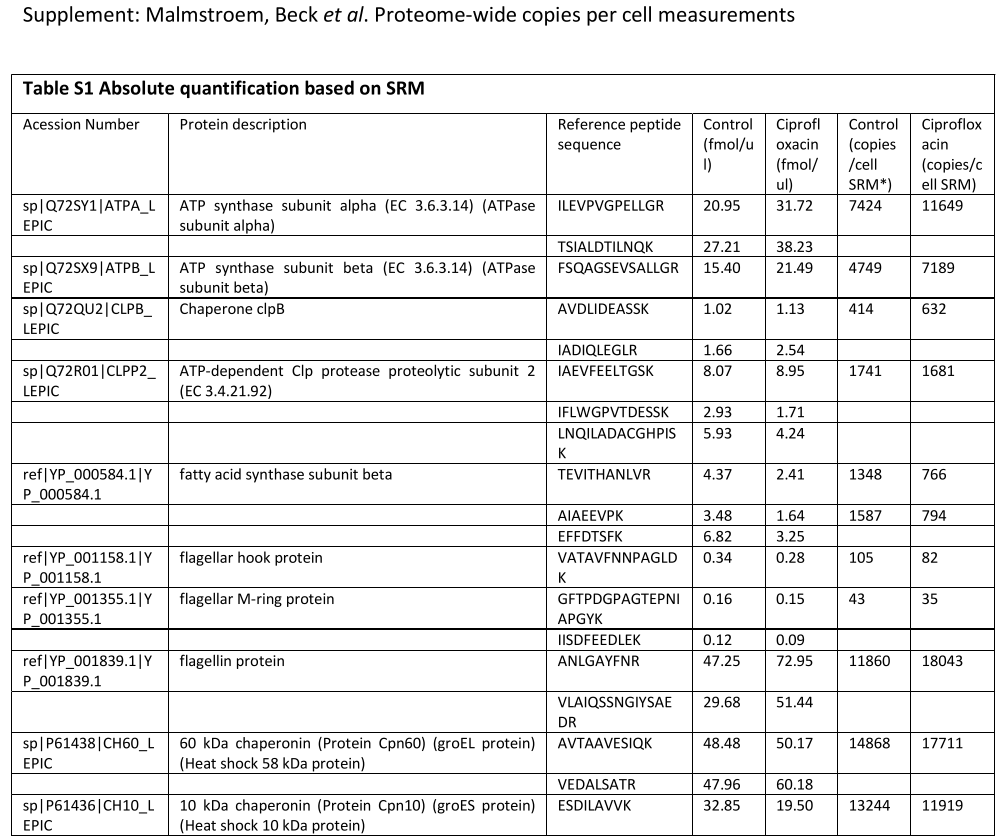 Supplement: Malmstroem, Beck et al. Proteome-wide copies per cell measurements
Table S1 Absolute quantification based on SRM
Acession Number Protein description Reference peptide sequence Control (fmol/ul) Ciprofloxacin (fmol/ul) Control (copies/cell SRM*) Ciprofloxacin (copies/cell SRM)
sp|Q72SY1|ATPA_LEPIC ATP synthase subunit alpha (EC 3.6.3.14) (ATPase subunit alpha) ILEVPVGPELLGR 20.95 31.72 7424 11649
TSIALDTILNQK 27.21 38.23
sp|Q72SX9|ATPB_LEPIC ATP synthase subunit beta (EC 3.6.3.14) (ATPase subunit beta) FSQAGSEVSALLGR 15.40 21.49 4749 7189
sp|Q72QU2|CLPB_LEPIC Chaperone clpB AVDLIDEASSK 1.02 1.13 414 632
IADIQLEGLR 1.66 2.54
sp|Q72R01|CLPP2_LEPIC ATP-dependent Clp protease proteolytic subunit 2 (EC 3.4.21.92) IAEVFEELTGSK 8.07 8.95 1741 1681
IFLWGPVTDESSK 2.93 1.71
LNQILADACGHPISK 5.93 4.24
ref|YP_000584.1|YP_000584.1 fatty acid synthase subunit beta TEVITHANLVR 4.37 2.41 1348 766
AIAEEVPK 3.48 1.64 1587 794
EFFDTSFK 6.82 3.25
ref|YP_001158.1|YP_001158.1 flagellar hook protein VATAVFNNPAGLDK 0.34 0.28 105 82
ref|YP_001355.1|YP_001355.1 flagellar M-ring protein GFTPDGPAGTEPNIAPGYK 0.16 0.15 43 35
IISDFEEDLEK 0.12 0.09
ref|YP_001839.1|YP_001839.1 flagellin protein ANLGAYFNR 47.25 72.95 11860 18043
VLAIQSSNGIYSAEDR 29.68 51.44
sp|P61438|CH60_LEPIC 60 kDa chaperonin (Protein Cpn60) (groEL protein) (Heat shock 58 kDa protein) AVTAAVESIQK 48.48 50.17 14868 17711
VEDALSATR 47.96 60.18
sp|P61436|CH10_LEPIC 10 kDa chaperonin (Protein Cpn10) (groES protein) (Heat shock 10 kDa protein) ESDILAVVK 32.85 19.50 13244 11919